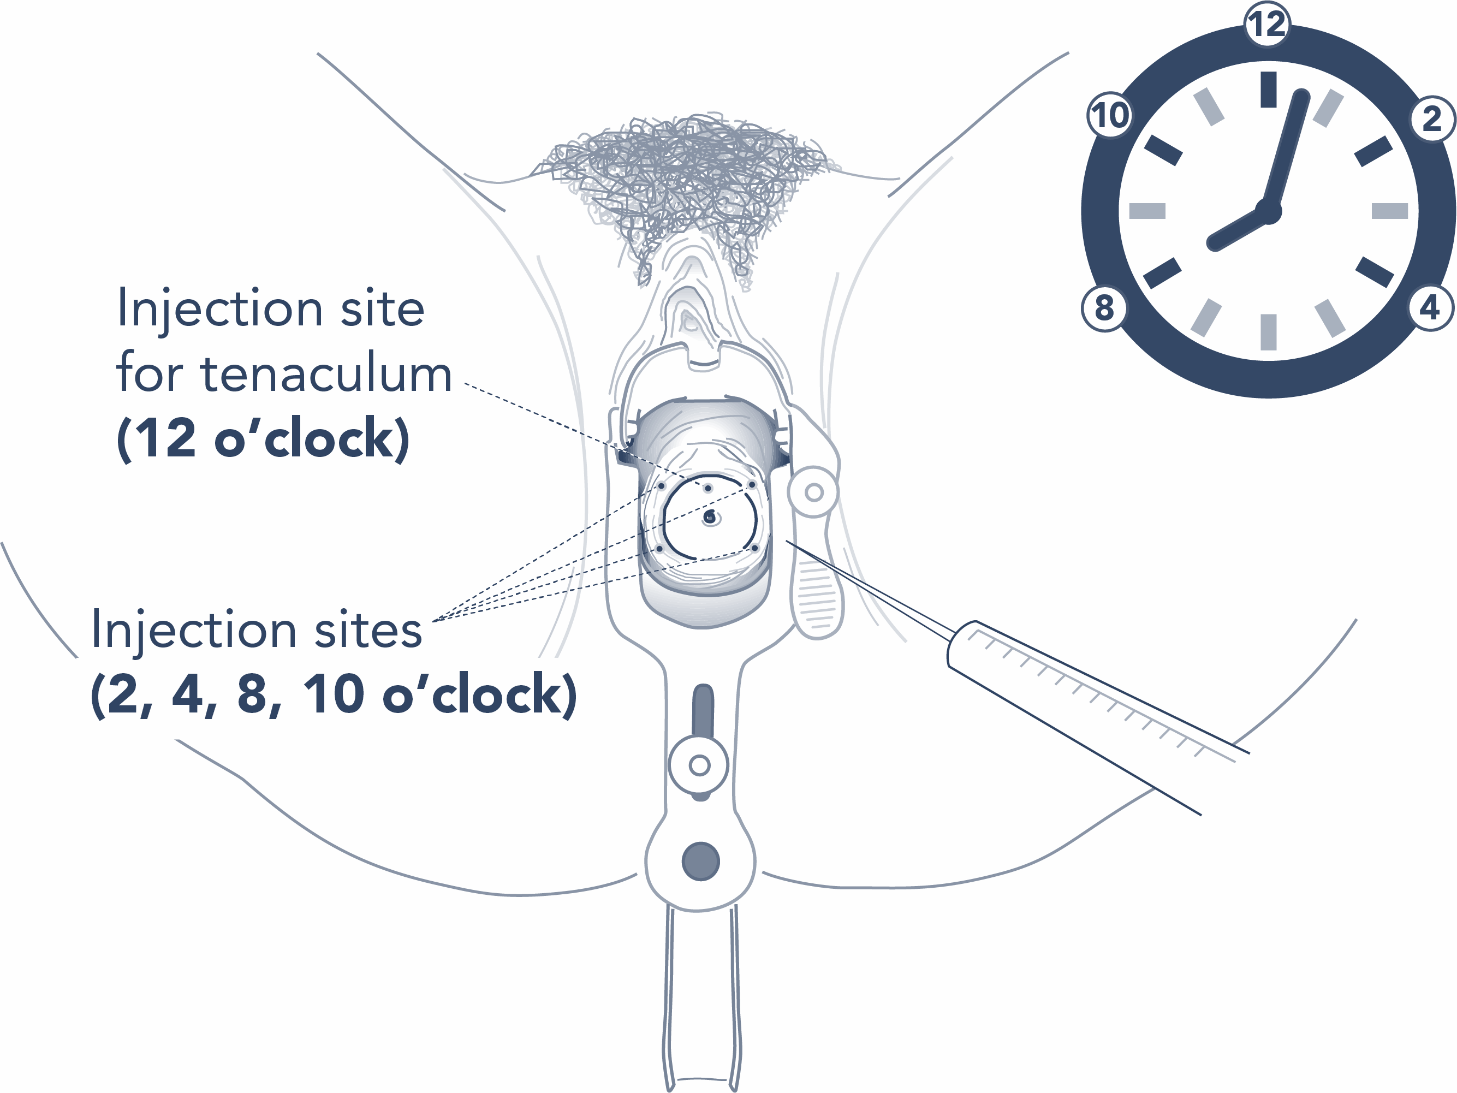 12
10
2
8
4
Injection site
for tenaculum
(12 o’clock)
Injection sites
(2, 4, 8, 10 o’clock)